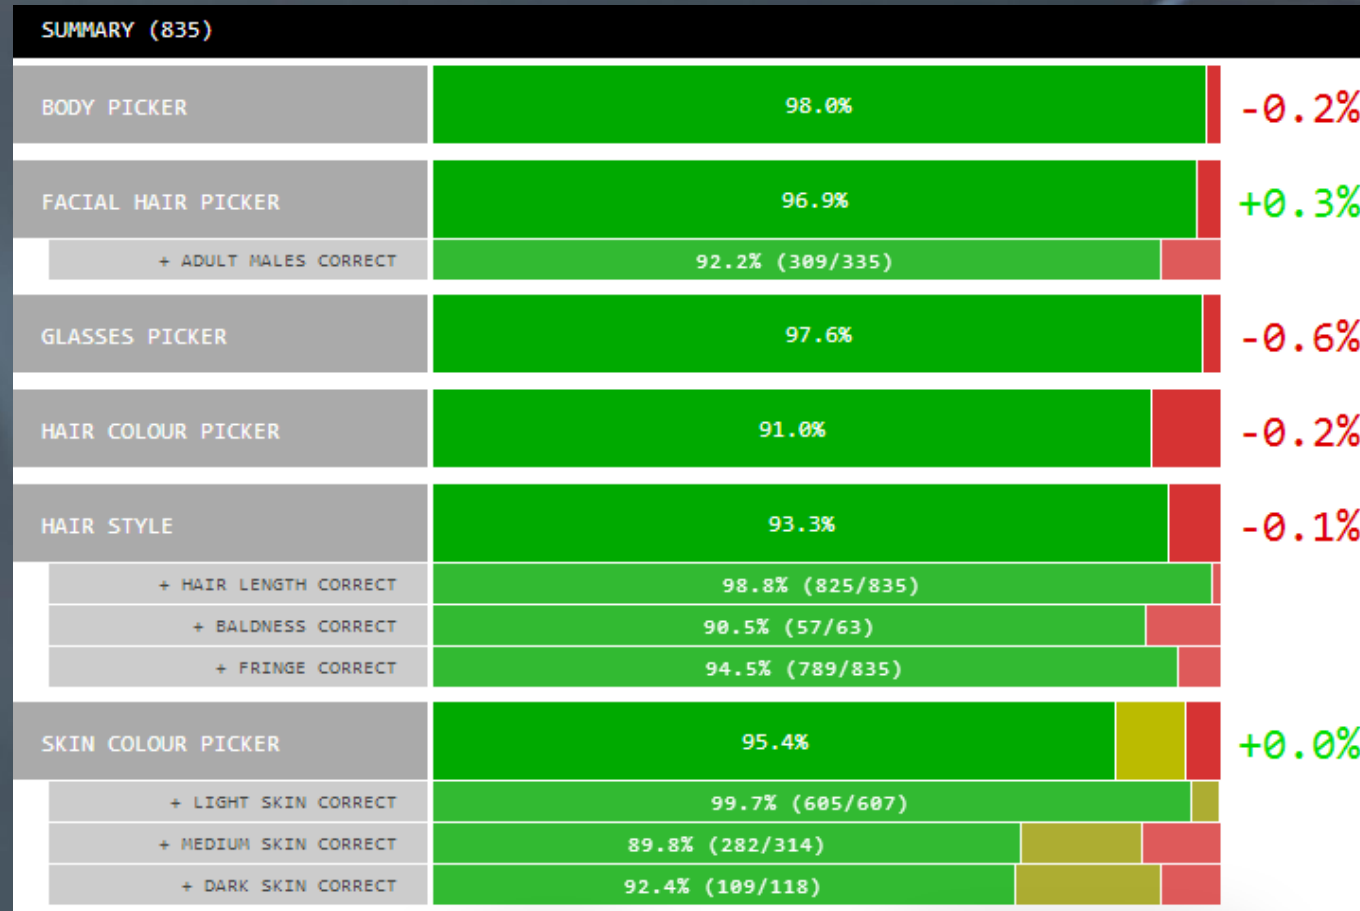 SUMMARY (835)
BODY PICKER 98.0% -0.2%
FACIAL HAIR PICKER 96.9% +0.3%
+ ADULT MALES CORRECT 92.2% (309/335)
GLASSES PICKER 97.6% -0.6%
HAIR COLOUR PICKER 91.0% -0.2%
HAIR STYLE 93.3% -0.1%
+ HAIR LENGTH CORRECT 98.8% (825/835)
+ BALDNESS CORRECT 90.5% (57/63)
+ FRINGE CORRECT 94.5% (789/835)
SKIN COLOUR PICKER 95.4% +0.0%
+ LIGHT SKIN CORRECT 99.7% (605/607)
+ MEDIUM SKIN CORRECT 89.8% (282/314)
+ DARK SKIN CORRECT 92.4% (109/118)